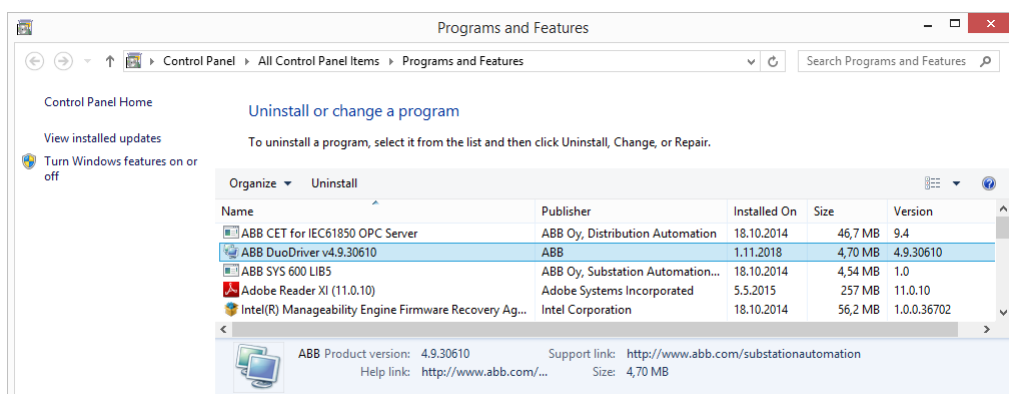 Programs and Features
Control Panel All Control Panel Items Programs and Features Search Programs and Features
Control Panel Home
Uninstall or change a program
View installed updates
To uninstall a program, select it from the list and then click Uninstall, Change, or Repair.
Turn Windows features on or
off
Organize Uninstall
Name Publisher Installed On Size Version
ABB CET for IEC61850 OPC Server ABB Oy, Distribution Automation 18.10.2014 46,7 MB 9.4
ABB DuoDriver v4.9.30610 ABB 1.11.2018 4,70 MB 4.9.30610
ABB SYS 600 LIB5 ABB Oy, Substation Automation... 18.10.2014 4,54 MB 1.0
Adobe Reader XI (11.0.10) Adobe Systems Incorporated 5.5.2015 257 MB 11.0.10
Intel(R) Manageability Engine Firmware Recovery Ag... Intel Corporation 18.10.2014 56,2 MB 1.0.0.36702
ABB Product version: 4.9.30610 Support link: http://www.abb.com/substationautomation
Help link: http://www.abb.com/... Size: 4,70 MB